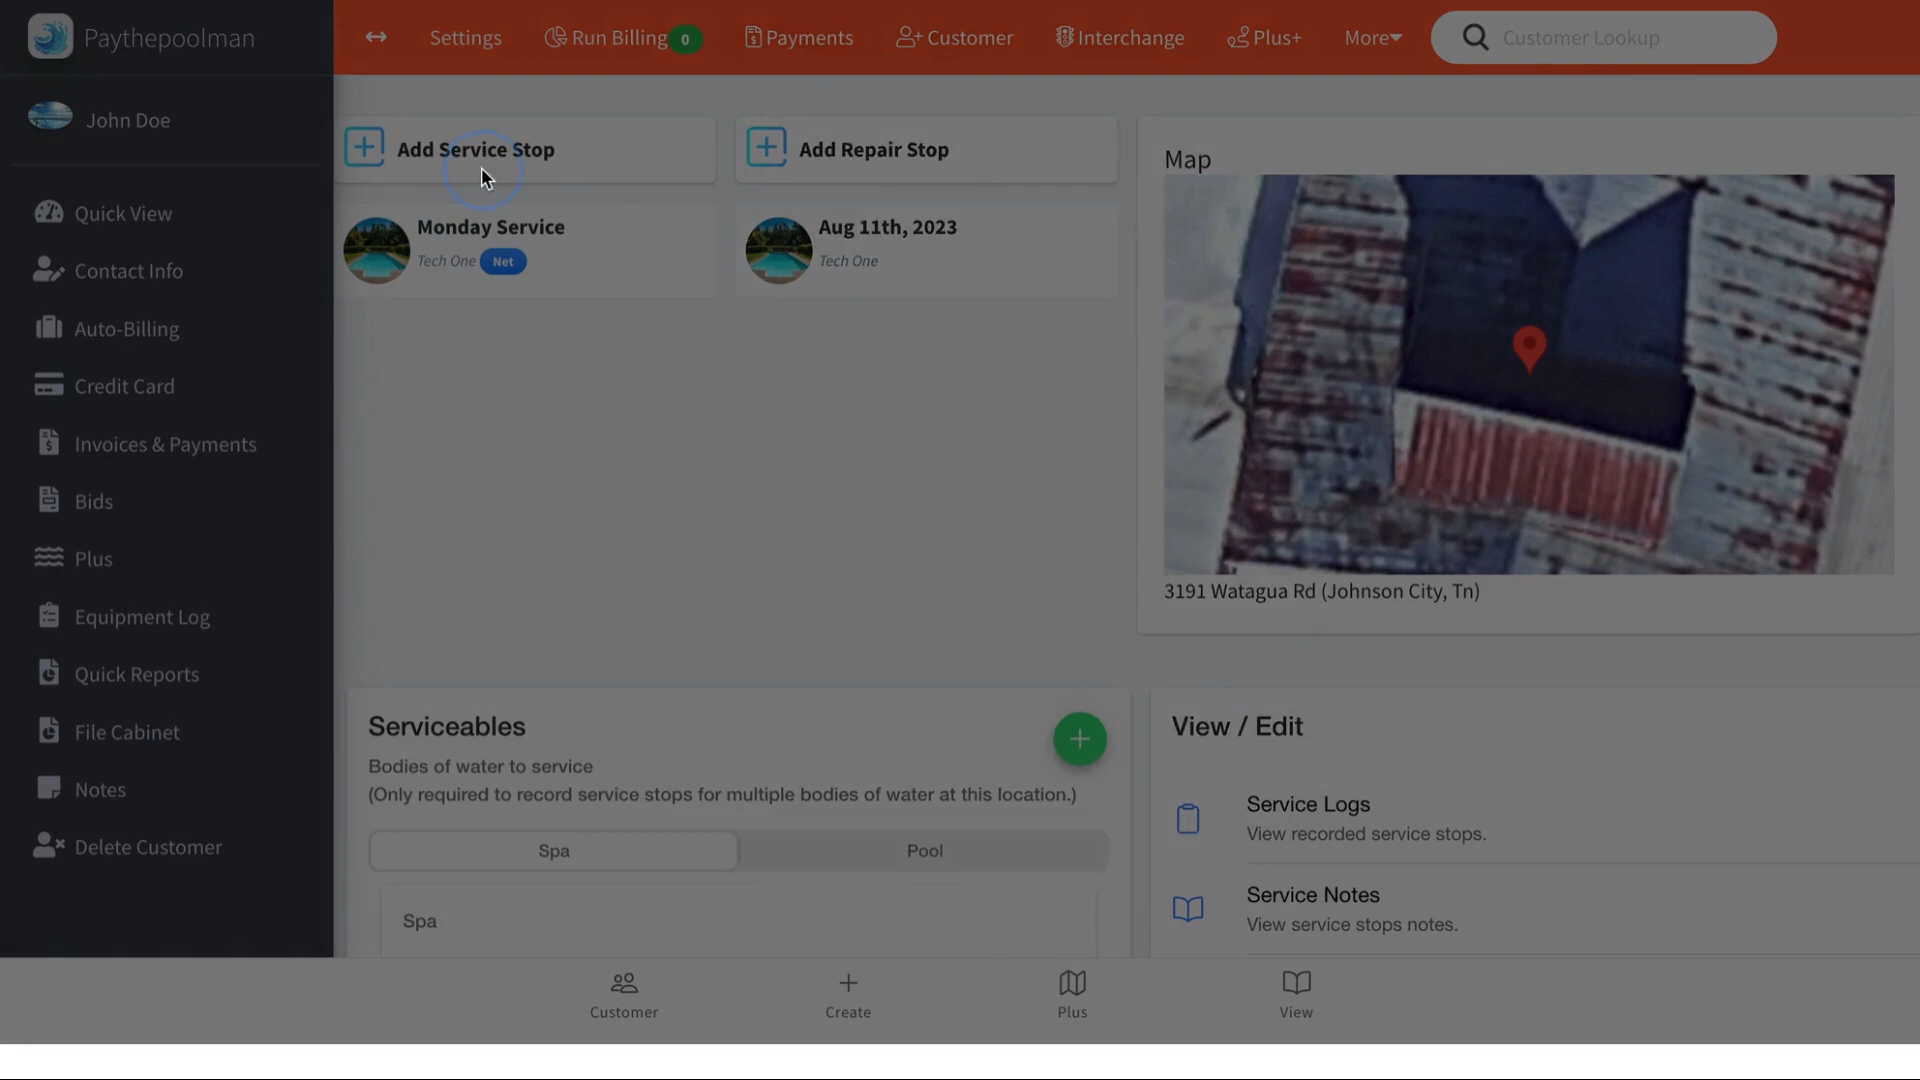 Paythepoolman
Settings
Run Billing 0
Payments
Customer
Interchange
Plus+
More
Customer Lookup
John Doe
Quick View
Contact Info
Auto-Billing
Credit Card
Invoices & Payments
Bids
Plus
Equipment Log
Quick Reports
File Cabinet
Notes
Delete Customer
Add Service Stop
Monday Service
Tech One Net
Add Repair Stop
Aug 11th, 2023
Tech One
Map
3191 Watagua Rd (Johnson City, Tn)
Serviceables
Bodies of water to service
(Only required to record service stops for multiple bodies of water at this location.)
Spa
Pool
Spa
View / Edit
Service Logs
View recorded service stops.
Service Notes
View service stops notes.
Customer
Create
Plus
View